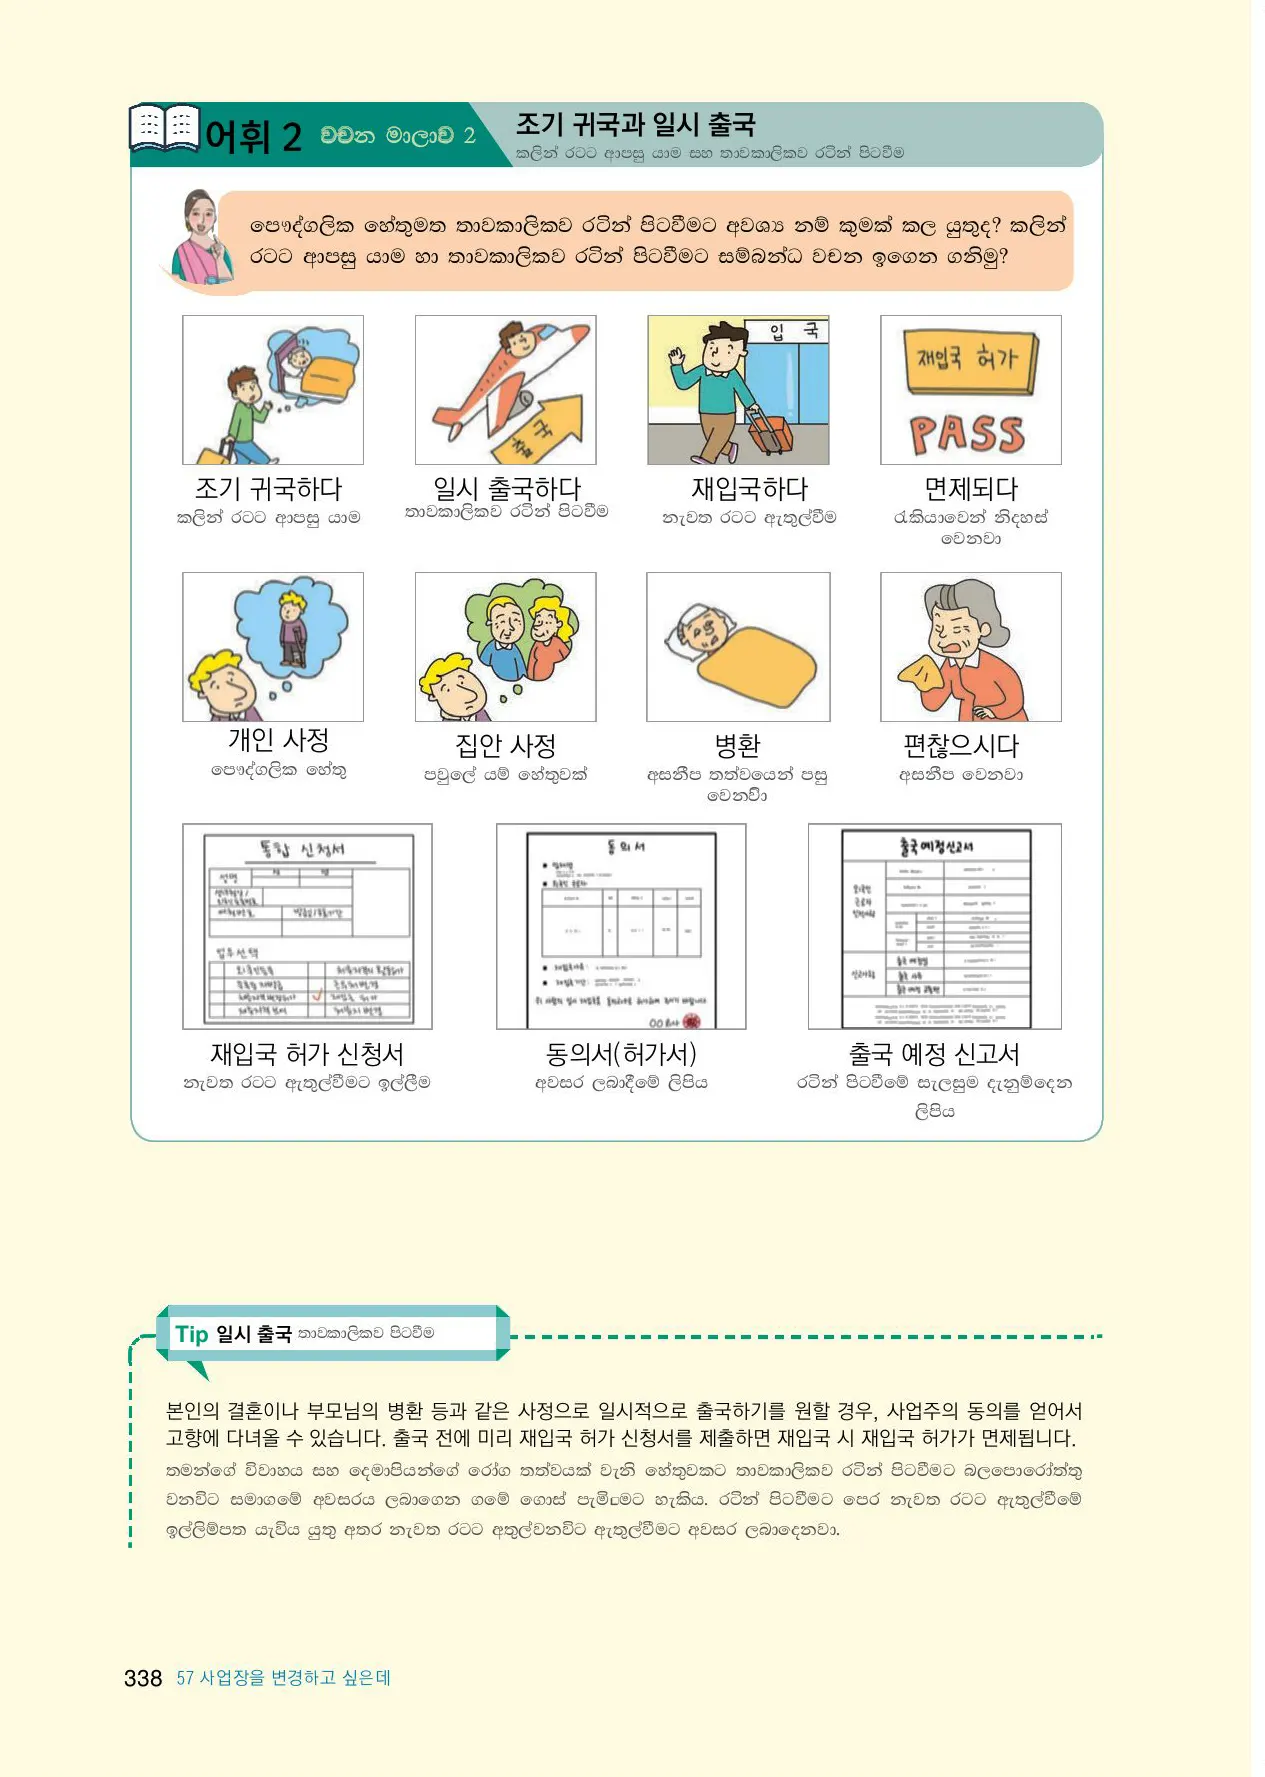 어휘 2 වචන මාලාව 2
조기 귀국과 일시 출국
කලින් රටට ආපසු යාම සහ තාවකාලිකව රටින් පිටවීම
පෞද්ගලික හේතුමත තාවකාලිකව රටින් පිටවීමට අවශ්‍ය නම් කුමක් කල යුතුද? කලින්
රටට ආපසු යාම හා තාවකාලිකව රටින් පිටවීමට සම්බන්ධ වචන ඉගෙන ගනිමු?
출국
입 국
재입국 허가
PASS
조기 귀국하다 일시 출국하다 재입국하다 면제되다
කලින් රටට ආපසු යාම තාවකාලිකව රටින් පිටවීම නැවත රටට ඇතුල්වීම රැකියාවෙන් නිදහස්
වෙනවා
개인 사정 집안 사정 병환 편찮으시다
පෞද්ගලික හේතු පවුලේ යම් හේතුවක් අසනීප තත්වයෙන් පසු අසනීප වෙනවා
වෙනවිා
통합 신청서
성명
업무선택
동 의 서
출국예정신고서
재입국 허가 신청서 동의서(허가서) 출국 예정 신고서
නැවත රටට ඇතුල්වීමට ඉල්ලීම අවසර ලබාදීමේ ලිපිය රටින් පිටවීමේ සැලසුම දැනුම්දෙන
ලිපිය
Tip 일시 출국 තාවකාලිකව පිටවීම
본인의 결혼이나 부모님의 병환 등과 같은 사정으로 일시적으로 출국하기를 원할 경우, 사업주의 동의를 얻어서
고향에 다녀올 수 있습니다. 출국 전에 미리 재입국 허가 신청서를 제출하면 재입국 시 재입국 허가가 면제됩니다.
තමන්ගේ විවාහය සහ දෙමාපියන්ගේ රෝග තත්වයක් වැනි හේතුවකට තාවකාලිකව රටින් පිටවීමට බලපොරෝත්තු
වනවිට සමාගමේ අවසරය ලබාගෙන ගමේ ගොස් පැමිමට හැකිය. රටින් පිටවීමට පෙර නැවත රටට ඇතුල්වීමේ
ඉල්ලිම්පත යැවිය යුතු අතර නැවත රටට අතුල්වනවිට ඇතුල්වීමට අවසර ලබාදෙනවා.
338 57 사업장을 변경하고 싶은데